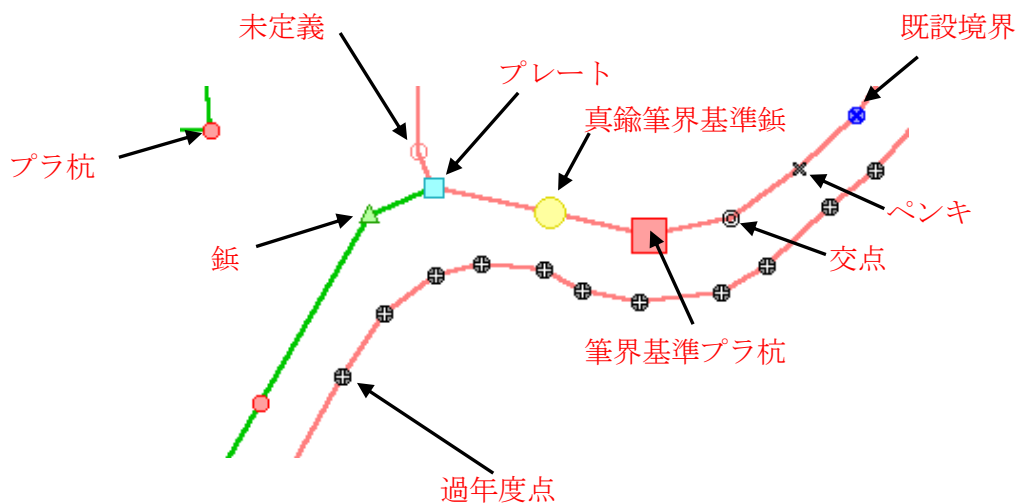 未定義
既設境界
プレート
真鍮筆界基準鋲
プラ杭
ペンキ
鋲
交点
筆界基準プラ杭
過年度点